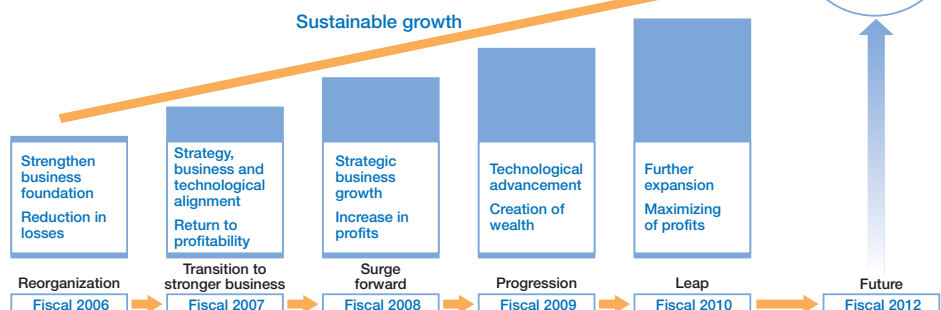 Sustainable growth
Strengthen
business
foundation
Reduction in
losses
Strategy,
business and
technological
alignment
Return to
profitability
Strategic
business
growth
Increase in
profits
Technological
advancement
Creation of
wealth
Further
expansion
Maximizing
of profits
Reorganization
Transition to
stronger business
Surge
forward
Progression
Leap
Future
Fiscal 2006
Fiscal 2007
Fiscal 2008
Fiscal 2009
Fiscal 2010
Fiscal 2012